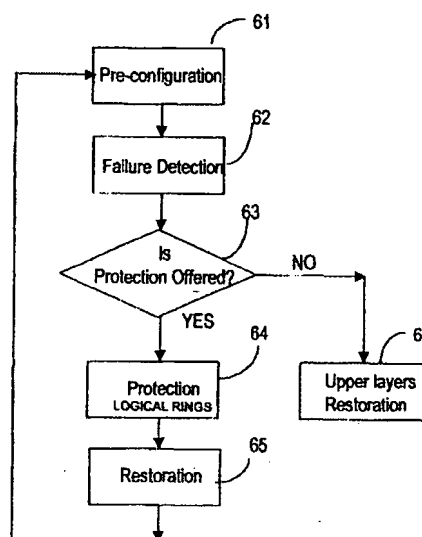 61
Pre-configuration
62
Failure Detection
63
Is
Protection Offered?
NO
YES
64
Protection
LOGICAL RINGS
6
Upper layers
Restoration
65
Restoration